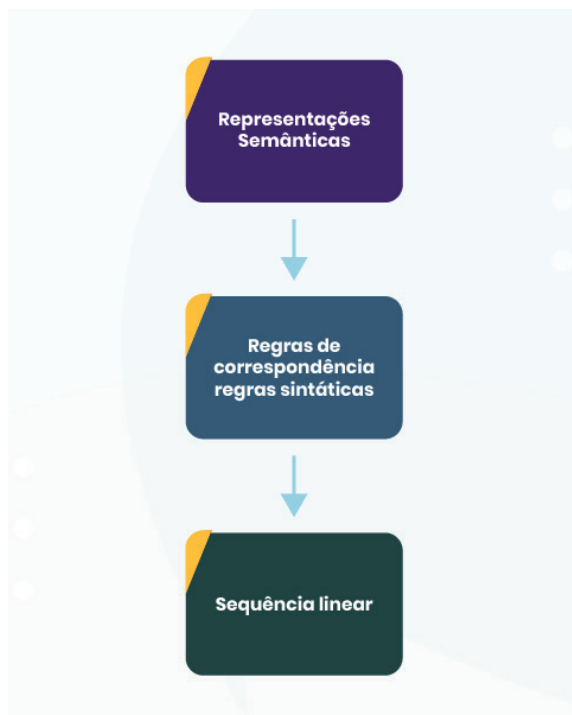 Representações
Semânticas
Regras de
correspondência
regras sintáticas
Sequência linear